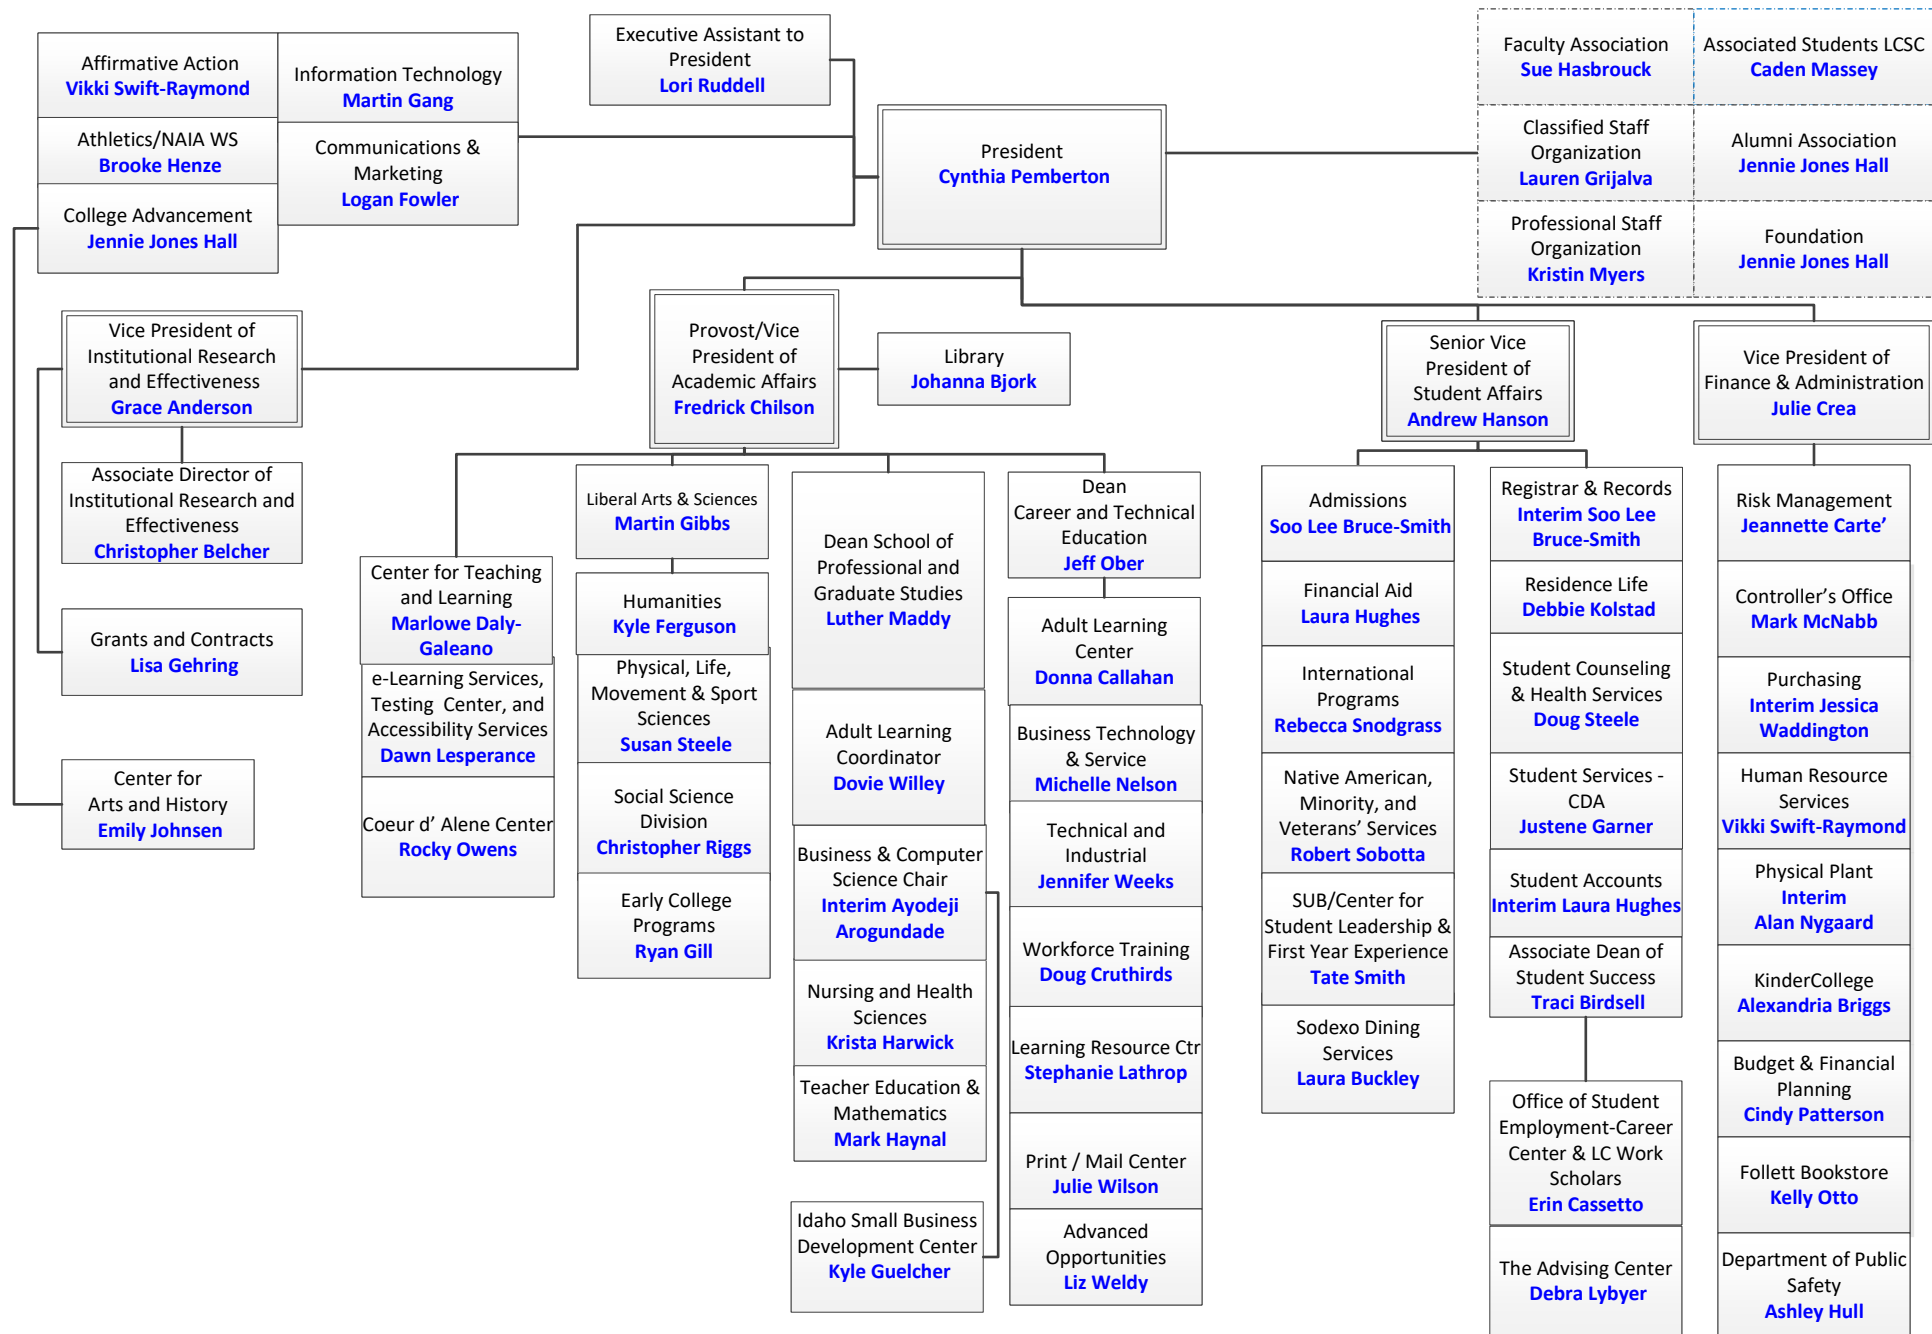 Affirmative Action
Vikki Swift-Raymond
Information Technology
Martin Gang
Athletics/NAIA WS
Brooke Henze
Communications &
Marketing
Logan Fowler
College Advancement
Jennie Jones Hall
Executive Assistant to
President
Lori Ruddell
President
Cynthia Pemberton
Faculty Association
Sue Hasbrouck
Associated Students LCSC
Caden Massey
Classified Staff
Organization
Lauren Grijalva
Alumni Association
Jennie Jones Hall
Professional Staff
Organization
Kristin Myers
Foundation
Jennie Jones Hall
Vice President of
Institutional Research
and Effectiveness
Grace Anderson
Associate Director of
Institutional Research and
Effectiveness
Christopher Belcher
Grants and Contracts
Lisa Gehring
Center for
Arts and History
Emily Johnsen
Provost/Vice
President of
Academic Affairs
Fredrick Chilson
Library
Johanna Bjork
Senior Vice
President of
Student Affairs
Andrew Hanson
Vice President of
Finance & Administration
Julie Crea
Center for Teaching
and Learning
Marlowe Daly-
Galeano
e-Learning Services,
Testing Center, and
Accessibility Services
Dawn Lesperance
Coeur d’ Alene Center
Rocky Owens
Liberal Arts & Sciences
Martin Gibbs
Humanities
Kyle Ferguson
Physical, Life,
Movement & Sport
Sciences
Susan Steele
Social Science
Division
Christopher Riggs
Early College
Programs
Ryan Gill
Dean School of
Professional and
Graduate Studies
Luther Maddy
Adult Learning
Coordinator
Dovie Willey
Business & Computer
Science Chair
Interim Ayodeji
Arogundade
Nursing and Health
Sciences
Krista Harwick
Teacher Education &
Mathematics
Mark Haynal
Idaho Small Business
Development Center
Kyle Guelcher
Dean
Career and Technical
Education
Jeff Ober
Adult Learning
Center
Donna Callahan
Business Technology
& Service
Michelle Nelson
Technical and
Industrial
Jennifer Weeks
Workforce Training
Doug Cruthirds
Learning Resource Ctr
Stephanie Lathrop
Print / Mail Center
Julie Wilson
Advanced
Opportunities
Liz Weldy
Admissions
Soo Lee Bruce-Smith
Financial Aid
Laura Hughes
International
Programs
Rebecca Snodgrass
Native American,
Minority, and
Veterans’ Services
Robert Sobotta
SUB/Center for
Student Leadership &
First Year Experience
Tate Smith
Sodexo Dining
Services
Laura Buckley
Registrar & Records
Interim Soo Lee
Bruce-Smith
Residence Life
Debbie Kolstad
Student Counseling
& Health Services
Doug Steele
Student Services -
CDA
Justene Garner
Student Accounts
Interim Laura Hughes
Associate Dean of
Student Success
Traci Birdsell
Office of Student
Employment-Career
Center & LC Work
Scholars
Erin Cassetto
The Advising Center
Debra Lybyer
Risk Management
Jeannette Carte’
Controller’s Office
Mark McNabb
Purchasing
Interim Jessica
Waddington
Human Resource
Services
Vikki Swift-Raymond
Physical Plant
Interim
Alan Nygaard
KinderCollege
Alexandria Briggs
Budget & Financial
Planning
Cindy Patterson
Follett Bookstore
Kelly Otto
Department of Public
Safety
Ashley Hull